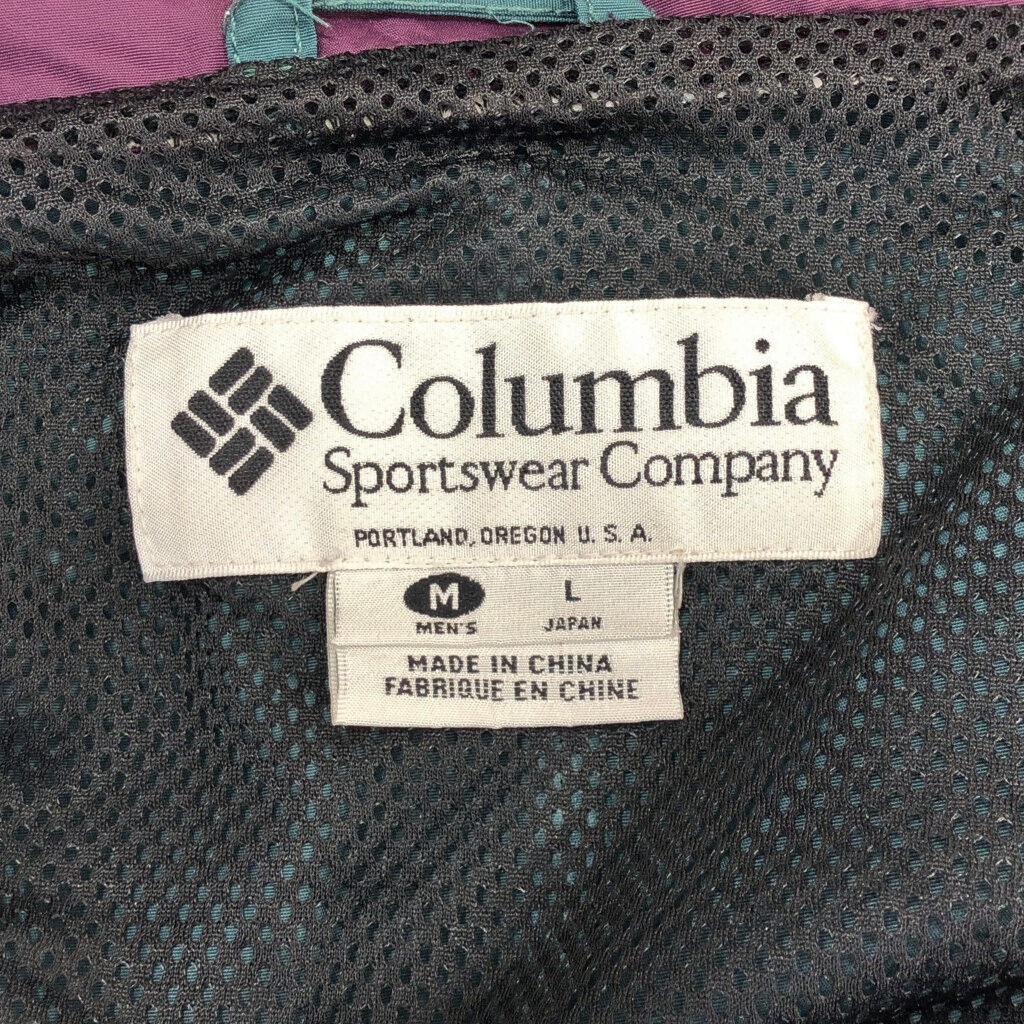 Columbia
Sportswear Company
PORTLAND, OREGON U. S. A.
M L
MEN'S JAPAN
MADE IN CHINA
FABRIQUE EN CHINE